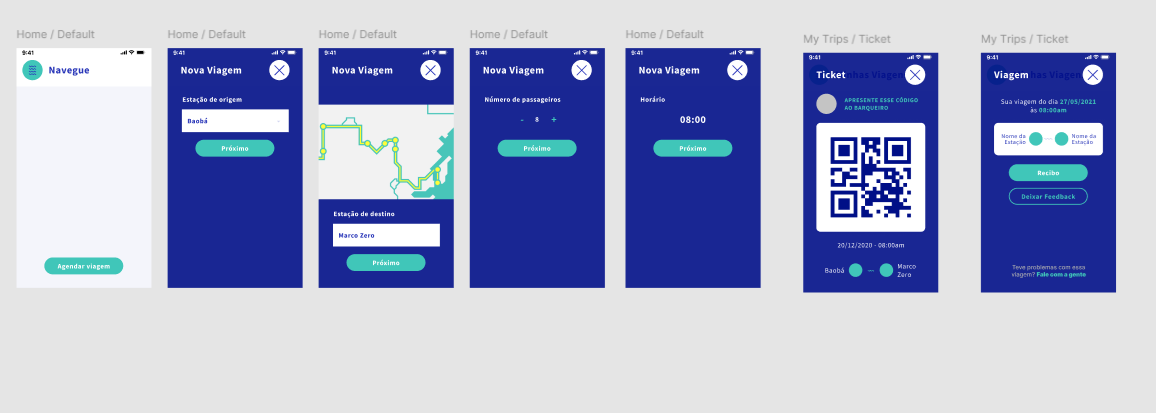 Home / Default
9:41
Navegue
Agendar viagem
Home / Default
9:41
Nova Viagem
Estação de origem
Baobá
Próximo
Home / Default
9:41
Nova Viagem
Estação de destino
Marco Zero
Próximo
Home / Default
9:41
Nova Viagem
Número de passageiros
- 8 +
Próximo
Home / Default
9:41
Nova Viagem
Horário
08:00
Próximo
My Trips / Ticket
9:41
Ticket
nhas Viagen
APRESENTE ESSE CÓDIGO
AO BARQUEIRO
20/12/2020 - 08:00am
Baobá
Marco
Zero
My Trips / Ticket
9:41
Viagem
has Viagen
Sua viagem do dia 27/05/2021
às 08:00am
Nome da
Estação
Nome da
Estação
Recibo
Deixar Feedback
Teve problemas com essa
viagem? Fale com a gente